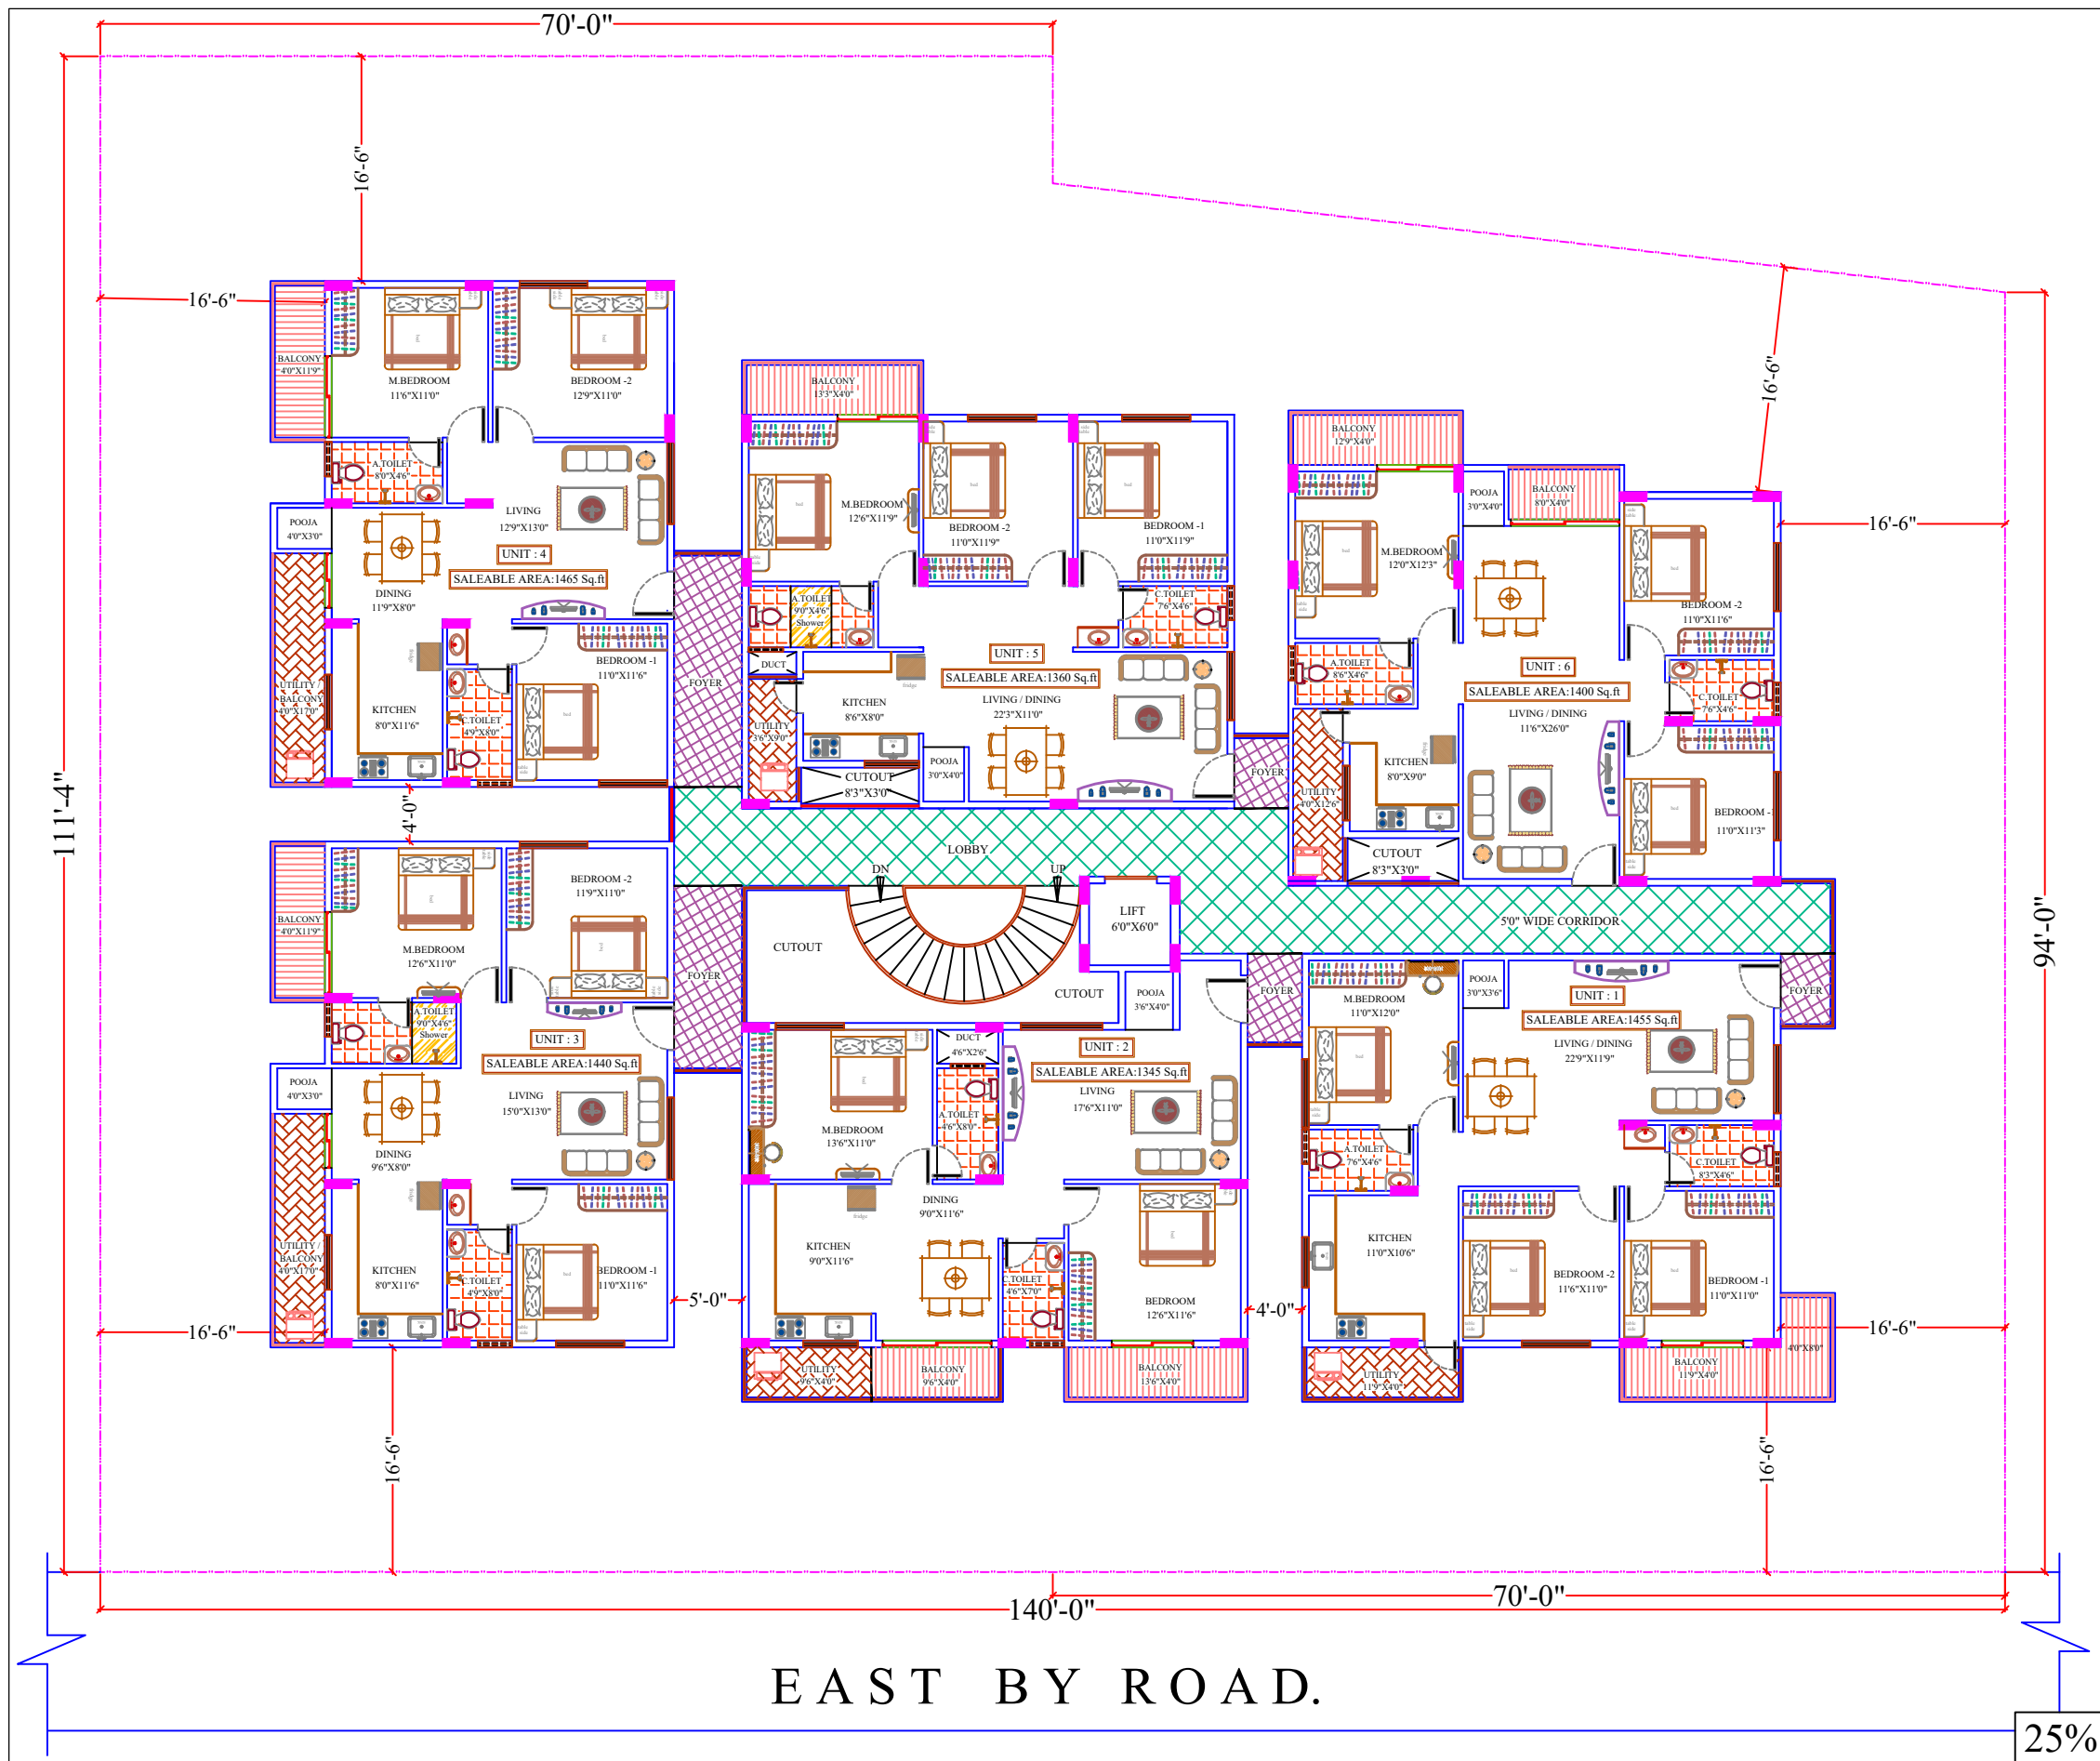 70'-0"
16'-6"
16'-6"
111'-4"
94'-0"
16'-6"
16'-6"
BALCONY
4'0"X11'9"
M.BEDROOM
11'6"X11'0"
BEDROOM -2
12'9"X11'0"
A.TOILET
8'0"X4'6"
LIVING
12'9"X13'0"
POOJA
4'0"X3'0"
UNIT : 4
SALEABLE AREA:1465 Sq.ft
DINING
11'9"X8'0"
UTILITY /
BALCONY
4'0"X17'0"
KITCHEN
8'0"X11'6"
C.TOILET
4'9"X8'0"
BEDROOM -1
11'0"X11'6"
FOYER
4'-0"
BALCONY
13'3"X4'0"
M.BEDROOM
12'6"X11'9"
BEDROOM -2
11'0"X11'9"
BEDROOM -1
11'0"X11'9"
A.TOILET
9'0"X4'6"
Shower
C.TOILET
7'6"X4'6"
DUCT
UNIT : 5
SALEABLE AREA:1360 Sq.ft
LIVING / DINING
22'3"X11'0"
fridge
KITCHEN
8'6"X8'0"
UTILITY
3'6"X9'0"
POOJA
3'0"X4'0"
CUTOUT
8'3"X3'0"
FOYER
BALCONY
12'9"X4'0"
POOJA
3'0"X4'0"
BALCONY
8'0"X4'0"
M.BEDROOM
12'0"X12'3"
BEDROOM -2
11'0"X11'6"
A.TOILET
8'6"X4'6"
UNIT : 6
SALEABLE AREA:1400 Sq.ft
LIVING / DINING
11'6"X26'0"
C.TOILET
7'6"X4'6"
KITCHEN
8'0"X9'0"
UTILITY
4'0"X12'6"
BEDROOM -1
11'0"X11'3"
CUTOUT
8'3"X3'0"
LOBBY
DN
UP
LIFT
6'0"X6'0"
CUTOUT
CUTOUT
5'0" WIDE CORRIDOR
BALCONY
4'0"X11'9"
M.BEDROOM
12'6"X11'0"
BEDROOM -2
11'9"X11'0"
A.TOILET
9'0"X4'6"
Shower
UNIT : 3
SALEABLE AREA:1440 Sq.ft
POOJA
4'0"X3'0"
LIVING
15'0"X13'0"
DINING
9'6"X8'0"
UTILITY /
BALCONY
4'0"X17'0"
KITCHEN
8'0"X11'6"
C.TOILET
4'9"X8'0"
BEDROOM -1
11'0"X11'6"
FOYER
5'-0"
POOJA
3'6"X4'0"
DUCT
4'6"X2'6"
UNIT : 2
SALEABLE AREA:1345 Sq.ft
LIVING
17'6"X11'0"
M.BEDROOM
13'6"X11'0"
A.TOILET
4'6"X8'0"
fridge
DINING
9'0"X11'6"
KITCHEN
9'0"X11'6"
C.TOILET
4'6"X7'0"
BEDROOM
12'6"X11'6"
UTILITY
9'6"X4'0"
BALCONY
9'6"X4'0"
BALCONY
13'6"X4'0"
FOYER
4'-0"
M.BEDROOM
11'0"X12'0"
POOJA
3'0"X3'6"
UNIT : 1
SALEABLE AREA:1455 Sq.ft
LIVING / DINING
22'9"X11'9"
FOYER
A.TOILET
7'6"X4'6"
C.TOILET
8'3"X4'6"
KITCHEN
11'0"X10'6"
BEDROOM -2
11'6"X11'0"
BEDROOM -1
11'0"X11'0"
UTILITY
11'9"X4'0"
BALCONY
11'9"X4'0"
4'0"X8'0"
16'-6"
16'-6"
16'-6"
16'-6"
70'-0"
140'-0"
EAST BY ROAD.
25%